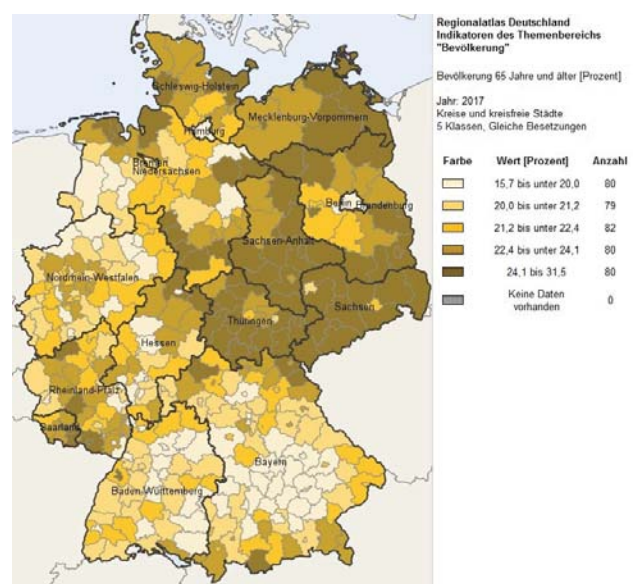 Regionalatlas Deutschland
Indikatoren des Themenbereichs
"Bevölkerung"
Bevölkerung 65 Jahre und älter [Prozent]
Jahr: 2017
Kreise und kreisfreie Städte
5 Klassen, Gleiche Besetzungen
Farbe Wert [Prozent] Anzahl
15,7 bis unter 20,0 80
20,0 bis unter 21,2 79
21,2 bis unter 22,4 82
22,4 bis unter 24,1 80
24,1 bis 31,5 80
Keine Daten
vorhanden 0
Schleswig-Holstein
Mecklenburg-Vorpommern
Hamburg
Bremen
Niedersachsen
Berlin
Brandenburg
Sachsen-Anhalt
Nordrhein-Westfalen
Sachsen
Thüringen
Hessen
Rheinland-Pfalz
Saarland
Bayern
Baden-Württemberg